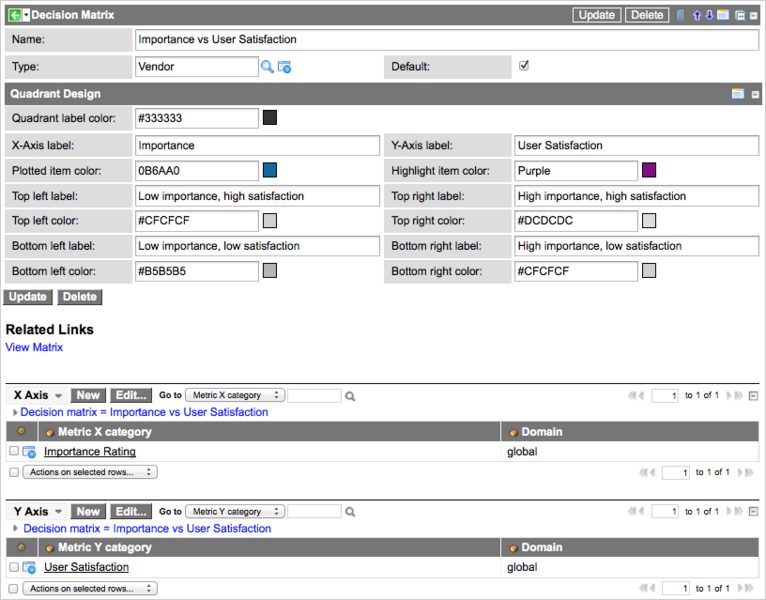 Decision Matrix Update Delete
Name: Importance vs User Satisfaction
Type: Vendor Default:
Quadrant Design
Quadrant label color: #333333
X-Axis label: Importance Y-Axis label: User Satisfaction
Plotted item color: 0B6AA0 Highlight item color: Purple
Top left label: Low importance, high satisfaction Top right label: High importance, high satisfaction
Top left color: #CFCFCF Top right color: #DCDCDC
Bottom left label: Low importance, low satisfaction Bottom right label: High importance, low satisfaction
Bottom left color: #B5B5B5 Bottom right color: #CFCFCF
Update Delete
Related Links
View Matrix
X Axis New Edit... Go to Metric X category 1 to 1 of 1
Decision matrix = Importance vs User Satisfaction
Metric X category Domain
Importance Rating global
Actions on selected rows... 1 to 1 of 1
Y Axis New Edit... Go to Metric Y category 1 to 1 of 1
Decision matrix = Importance vs User Satisfaction
Metric Y category Domain
User Satisfaction global
Actions on selected rows... 1 to 1 of 1